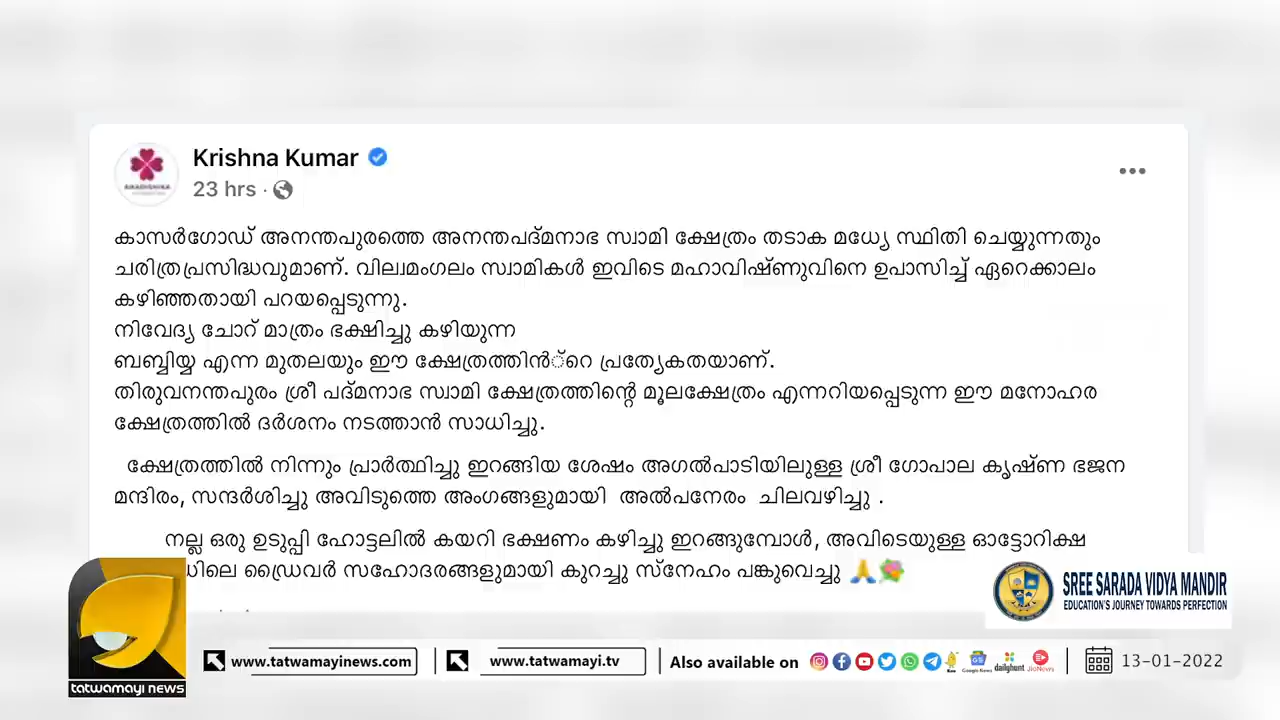 Krishna Kumar
23 hrs ·
കാസർഗോഡ് അനന്തപുരത്തെ അനന്തപദ്മനാഭ സ്വാമി ക്ഷേത്രം തടാക മധ്യേ സ്ഥിതി ചെയ്യുന്നതും
ചരിത്രപ്രസിദ്ധവുമാണ്. വില്വമംഗലം സ്വാമികൾ ഇവിടെ മഹാവിഷ്ണുവിനെ ഉപാസിച്ച് ഏറെക്കാലം
കഴിഞ്ഞതായി പറയപ്പെടുന്നു.
നിവേദ്യ ചോറ് മാത്രം ഭക്ഷിച്ചു കഴിയുന്ന
ബബ്ബിയ്യ എന്ന മുതലയും ഈ ക്ഷേത്രത്തിൻ്റെ പ്രത്യേകതയാണ്.
തിരുവനന്തപുരം ശ്രീ പദ്മനാഭ സ്വാമി ക്ഷേത്രത്തിന്റെ മൂലക്ഷേത്രം എന്നറിയപ്പെടുന്ന ഈ മനോഹര
ക്ഷേത്രത്തിൽ ദർശനം നടത്താൻ സാധിച്ചു.
ക്ഷേത്രത്തിൽ നിന്നും പ്രാർത്ഥിച്ചു ഇറങ്ങിയ ശേഷം അഗൽപാടിയിലുള്ള ശ്രീ ഗോപാല കൃഷ്ണ ഭജന
മന്ദിരം, സന്ദർശിച്ചു അവിടുത്തെ അംഗങ്ങളുമായി അൽപനേരം ചിലവഴിച്ചു .
നല്ല ഒരു ഉടുപ്പി ഹോട്ടലിൽ കയറി ഭക്ഷണം കഴിച്ചു ഇറങ്ങുമ്പോൾ, അവിടെയുള്ള ഓട്ടോറിക്ഷ
ഡ്രൈവർ സഹോദരങ്ങളുമായി കുറച്ചു സ്നേഹം പങ്കുവെച്ചു 🙏💐
SREE SARADA VIDYA MANDIR
EDUCATION'S JOURNEY TOWARDS PERFECTION
tatwamayi news
www.tatwamayinews.com
www.tatwamayi.tv
Also available on
Google News
dailyhunt
JioNews
13-01-2022